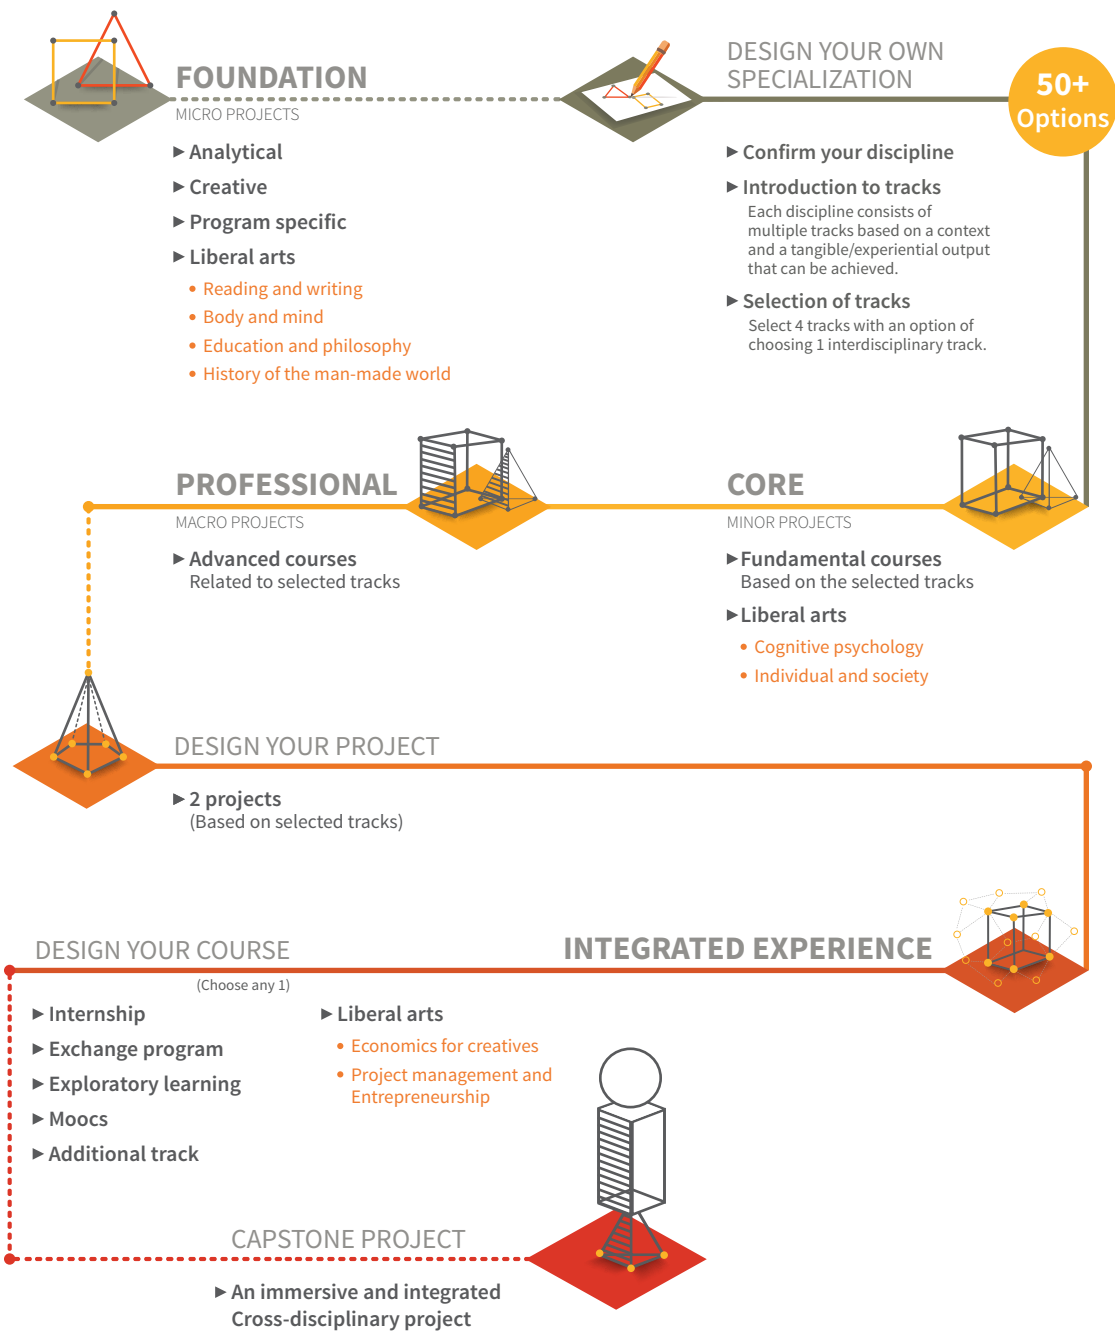 FOUNDATION
MICRO PROJECTS
▶ Analytical
▶ Creative
▶ Program specific
▶ Liberal arts
• Reading and writing
• Body and mind
• Education and philosophy
• History of the man-made world
DESIGN YOUR OWN
SPECIALIZATION
50+
Options
▶ Confirm your discipline
▶ Introduction to tracks
Each discipline consists of
multiple tracks based on a context
and a tangible/experiential output
that can be achieved.
▶ Selection of tracks
Select 4 tracks with an option of
choosing 1 interdisciplinary track.
CORE
MINOR PROJECTS
▶ Fundamental courses
Based on the selected tracks
▶ Liberal arts
• Cognitive psychology
• Individual and society
PROFESSIONAL
MACRO PROJECTS
▶ Advanced courses
Related to selected tracks
DESIGN YOUR PROJECT
▶ 2 projects
(Based on selected tracks)
INTEGRATED EXPERIENCE
DESIGN YOUR COURSE
(Choose any 1)
▶ Internship
▶ Exchange program
▶ Exploratory learning
▶ Moocs
▶ Additional track
▶ Liberal arts
• Economics for creatives
• Project management and
Entrepreneurship
CAPSTONE PROJECT
▶ An immersive and integrated
Cross-disciplinary project